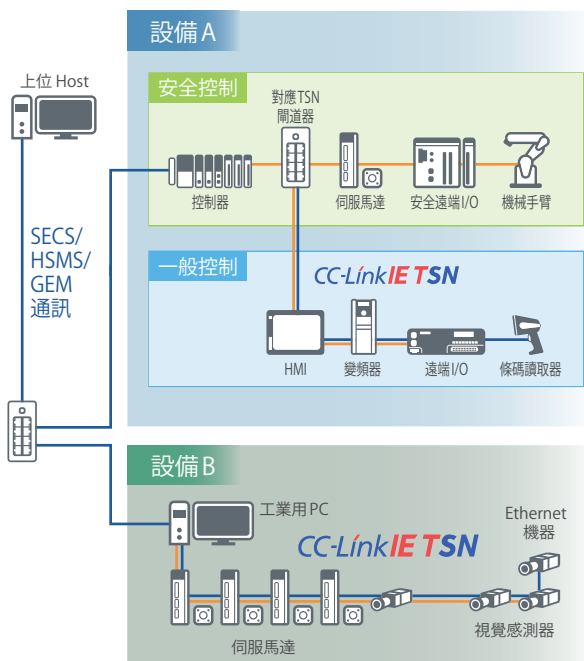 設備A
上位 Host
安全控制
對應TSN
閘道器
控制器
伺服馬達
安全遠端I/O
機械手臂
SECS/
HSMS/
GEM
通訊
一般控制
CC-Link IE TSN
HMI
變頻器
遠端I/O
條碼讀取器
設備B
工業用PC
Ethernet
機器
CC-Link IE TSN
視覺感測器
伺服馬達